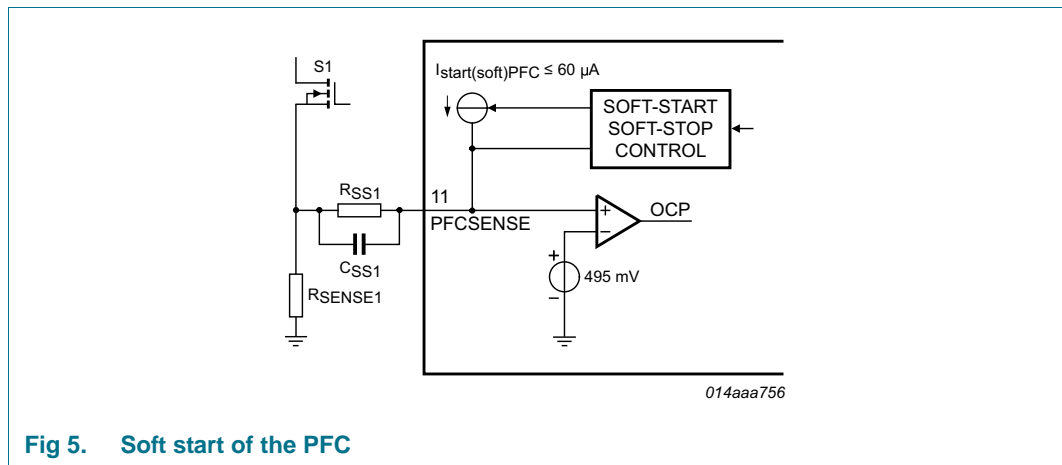 S1
Istart(soft)PFC ≤ 60 μA
SOFT-START
SOFT-STOP
CONTROL
RSS1
11
PFCSENSE
OCP
CSS1
495 mV
RSENSE1
+
−
+
−
014aaa756
Fig 5. Soft start of the PFC